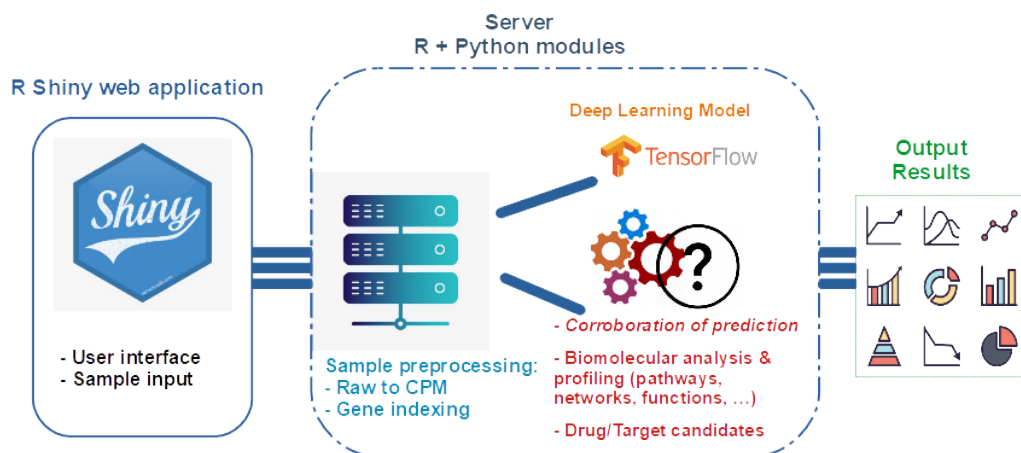 Server
R + Python modules
R Shiny web application
Deep Learning Model
TensorFlow
Output
Results
Shiny
?
- User interface
- Sample input
Sample preprocessing:
- Raw to CPM
- Gene indexing
- Corroboration of prediction
- Biomolecular analysis &
profiling (pathways,
networks, functions, ...)
- Drug/Target candidates